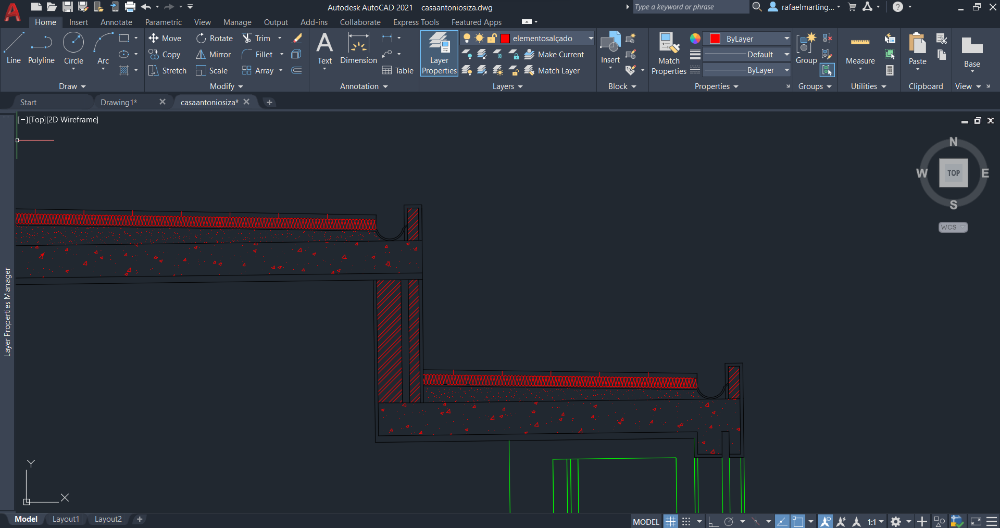 Autodesk AutoCAD 2021 casaantoniosiza.dwg
Type a keyword or phrase
rafaelmarting...
Home Insert Annotate Parametric View Manage Output Add-ins Collaborate Express Tools Featured Apps
Line Polyline Circle Arc
Move Rotate Trim
Copy Mirror Fillet
Stretch Scale Array
Text Dimension Table
Layer Properties
elementosalçado
Make Current
Match Layer
Insert
Match Properties
ByLayer
Default
ByLayer
Group
Measure
Paste
Base
Draw Modify Annotation Layers Block Properties Groups Utilities Clipboard View
Start Drawing1* casaantoniosiza*
[−][Top][2D Wireframe]
N
W TOP E
S
WCS
Layer Properties Manager
Y
X
Model Layout1 Layout2
MODEL 1:1